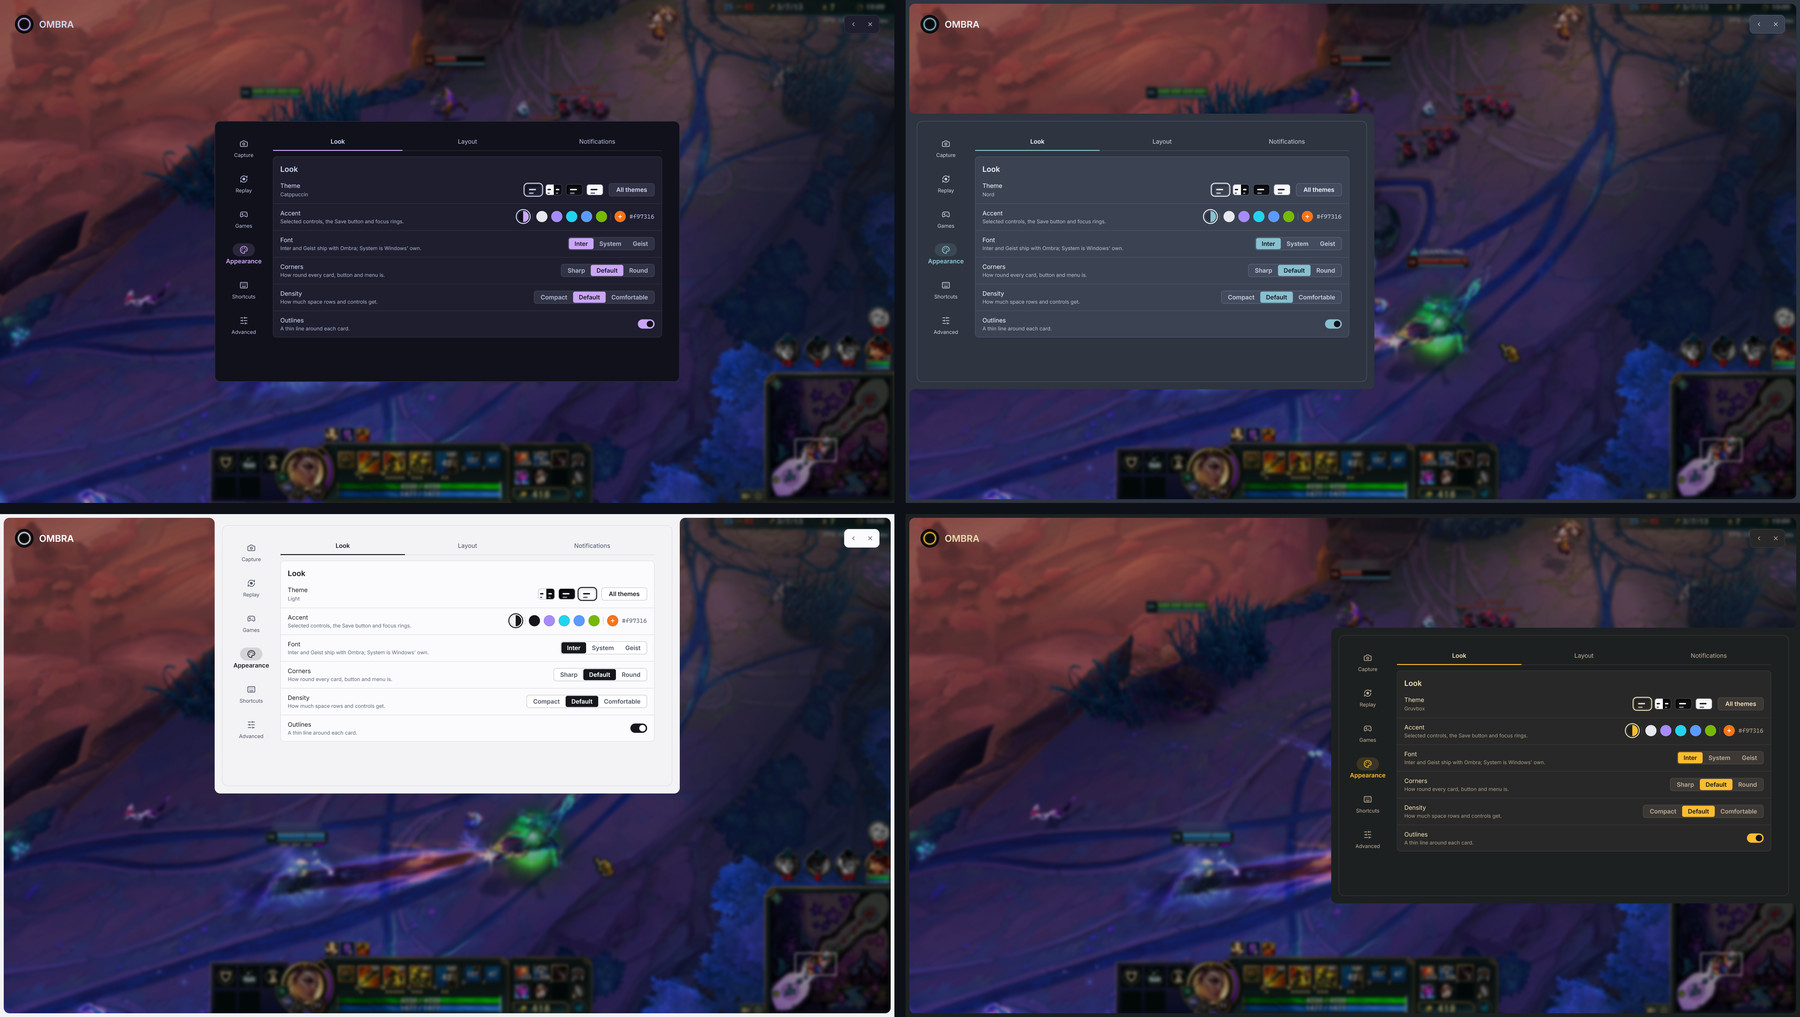 OMBRA
Look
Layout
Notifications
Capture
Replay
Games
Appearance
Shortcuts
Advanced
Look
Theme
Catppuccin
All themes
Accent
Selected controls, the Save button and focus rings.
#f97316
Font
Inter and Geist ship with Ombra; System is Windows' own.
Inter System Geist
Corners
How round every card, button and menu is.
Sharp Default Round
Density
How much space rows and controls get.
Compact Default Comfortable
Outlines
A thin line around each card.
OMBRA
Look
Layout
Notifications
Capture
Replay
Games
Appearance
Shortcuts
Advanced
Look
Theme
Nord
All themes
Accent
Selected controls, the Save button and focus rings.
#f97316
Font
Inter and Geist ship with Ombra; System is Windows' own.
Inter System Geist
Corners
How round every card, button and menu is.
Sharp Default Round
Density
How much space rows and controls get.
Compact Default Comfortable
Outlines
A thin line around each card.
OMBRA
Look
Layout
Notifications
Capture
Replay
Games
Appearance
Shortcuts
Advanced
Look
Theme
Light
All themes
Accent
Selected controls, the Save button and focus rings.
#f97316
Font
Inter and Geist ship with Ombra; System is Windows' own.
Inter System Geist
Corners
How round every card, button and menu is.
Sharp Default Round
Density
How much space rows and controls get.
Compact Default Comfortable
Outlines
A thin line around each card.
OMBRA
Look
Layout
Notifications
Capture
Replay
Games
Appearance
Shortcuts
Advanced
Look
Theme
Gruvbox
All themes
Accent
Selected controls, the Save button and focus rings.
#f97316
Font
Inter and Geist ship with Ombra; System is Windows' own.
Inter System Geist
Corners
How round every card, button and menu is.
Sharp Default Round
Density
How much space rows and controls get.
Compact Default Comfortable
Outlines
A thin line around each card.